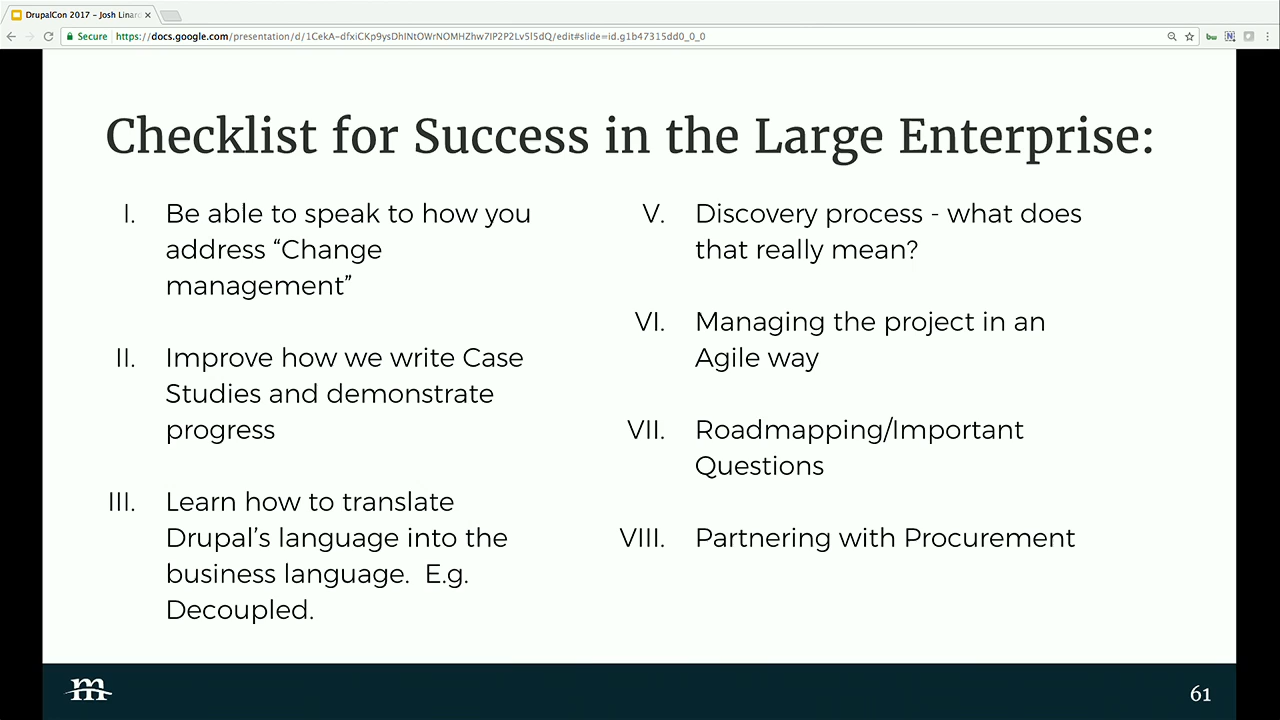 DrupalCon 2017 - Josh Linard
Secure
https://docs.google.com/presentation/d/1CekA-dfxiCKp9ysDhINtOWrNOMHZhw7IP2P2Lv5I5dQ/edit#slide=id.g1b47315dd0_0_0
Checklist for Success in the Large Enterprise:
I. Be able to speak to how you
address “Change
management”
II. Improve how we write Case
Studies and demonstrate
progress
III. Learn how to translate
Drupal’s language into the
business language. E.g.
Decoupled.
V. Discovery process - what does
that really mean?
VI. Managing the project in an
Agile way
VII. Roadmapping/Important
Questions
VIII. Partnering with Procurement
m
61